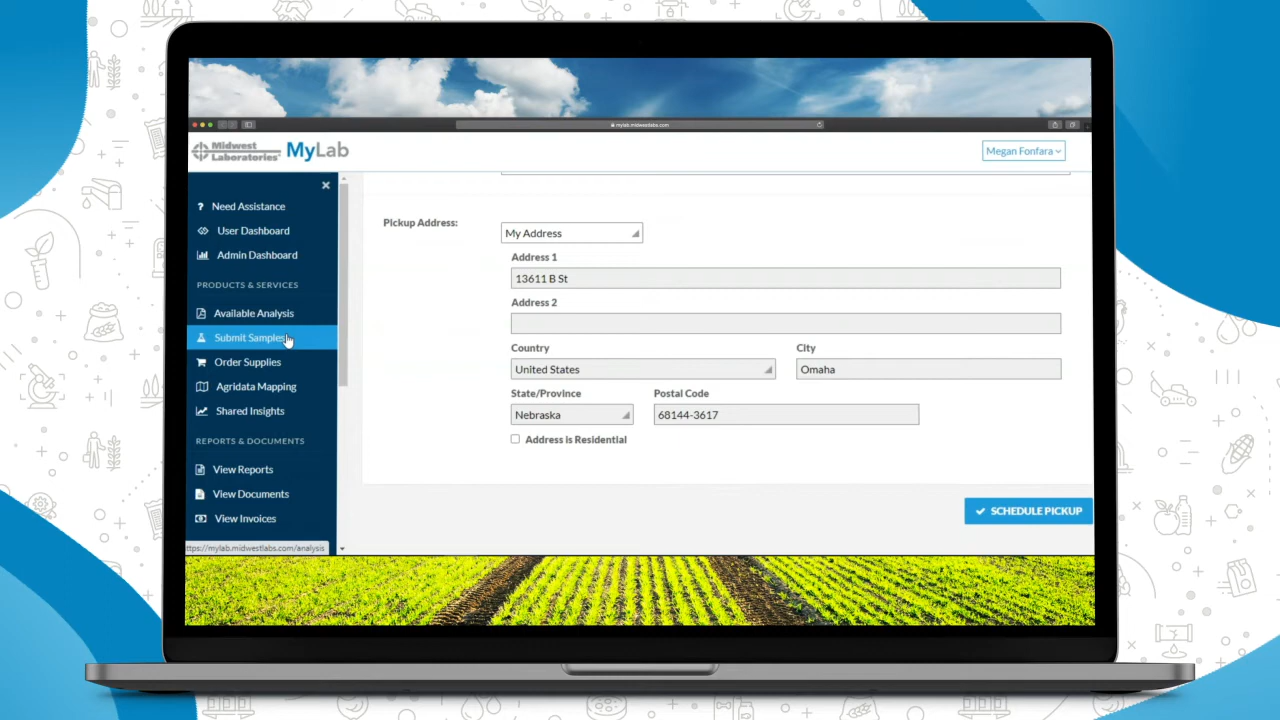 mylab.midwestlabs.com
Midwest
Laboratories®
MyLab
Megan Fonfara
Need Assistance
User Dashboard
Admin Dashboard
PRODUCTS & SERVICES
Available Analysis
Submit Samples
Order Supplies
Agridata Mapping
Shared Insights
REPORTS & DOCUMENTS
View Reports
View Documents
View Invoices
ttps://mylab.midwestlabs.com/analysis
Pickup Address:
My Address
Address 1
13611 B St
Address 2
Country
City
United States
Omaha
State/Province
Postal Code
Nebraska
68144-3617
Address is Residential
SCHEDULE PICKUP